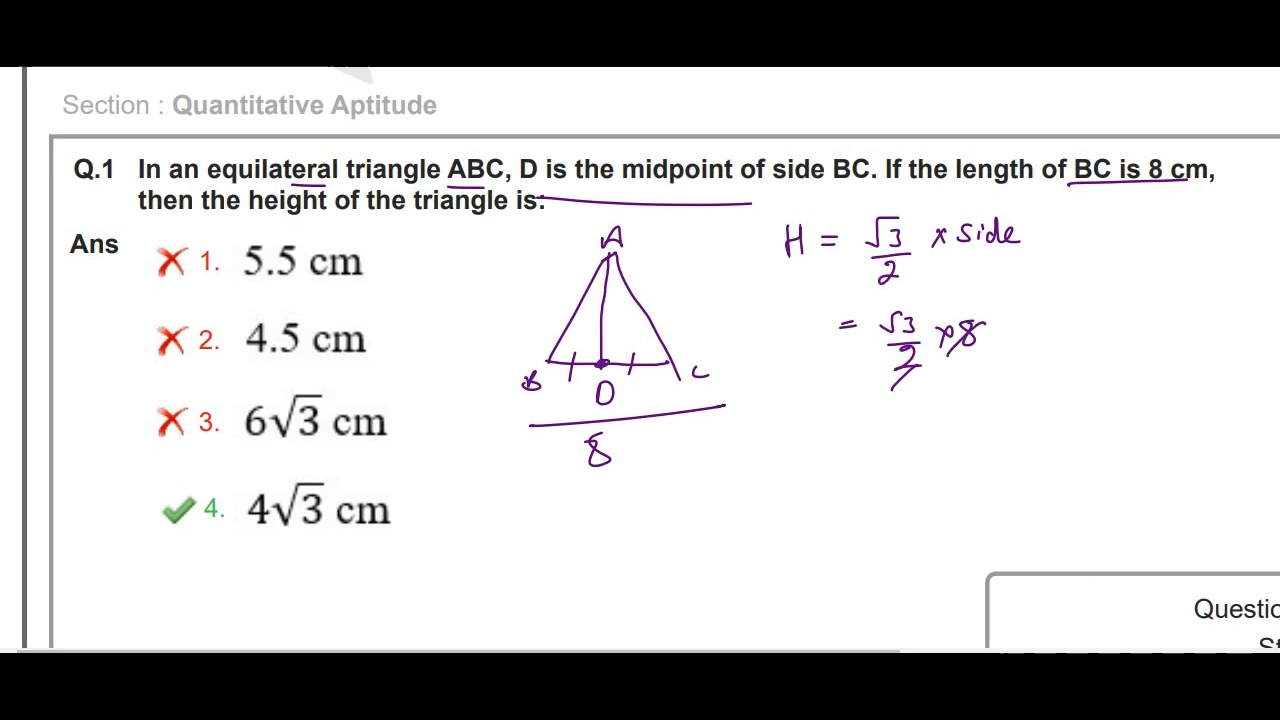 Section : Quantitative Aptitude
Q.1 In an equilateral triangle ABC, D is the midpoint of side BC. If the length of BC is 8 cm,
then the height of the triangle is:
Ans
1. 5.5 cm
2. 4.5 cm
3. 6√3 cm
4. 4√3 cm
A
B
D
C
8
H = √3/2 × side
= √3/2 × 8
Questio